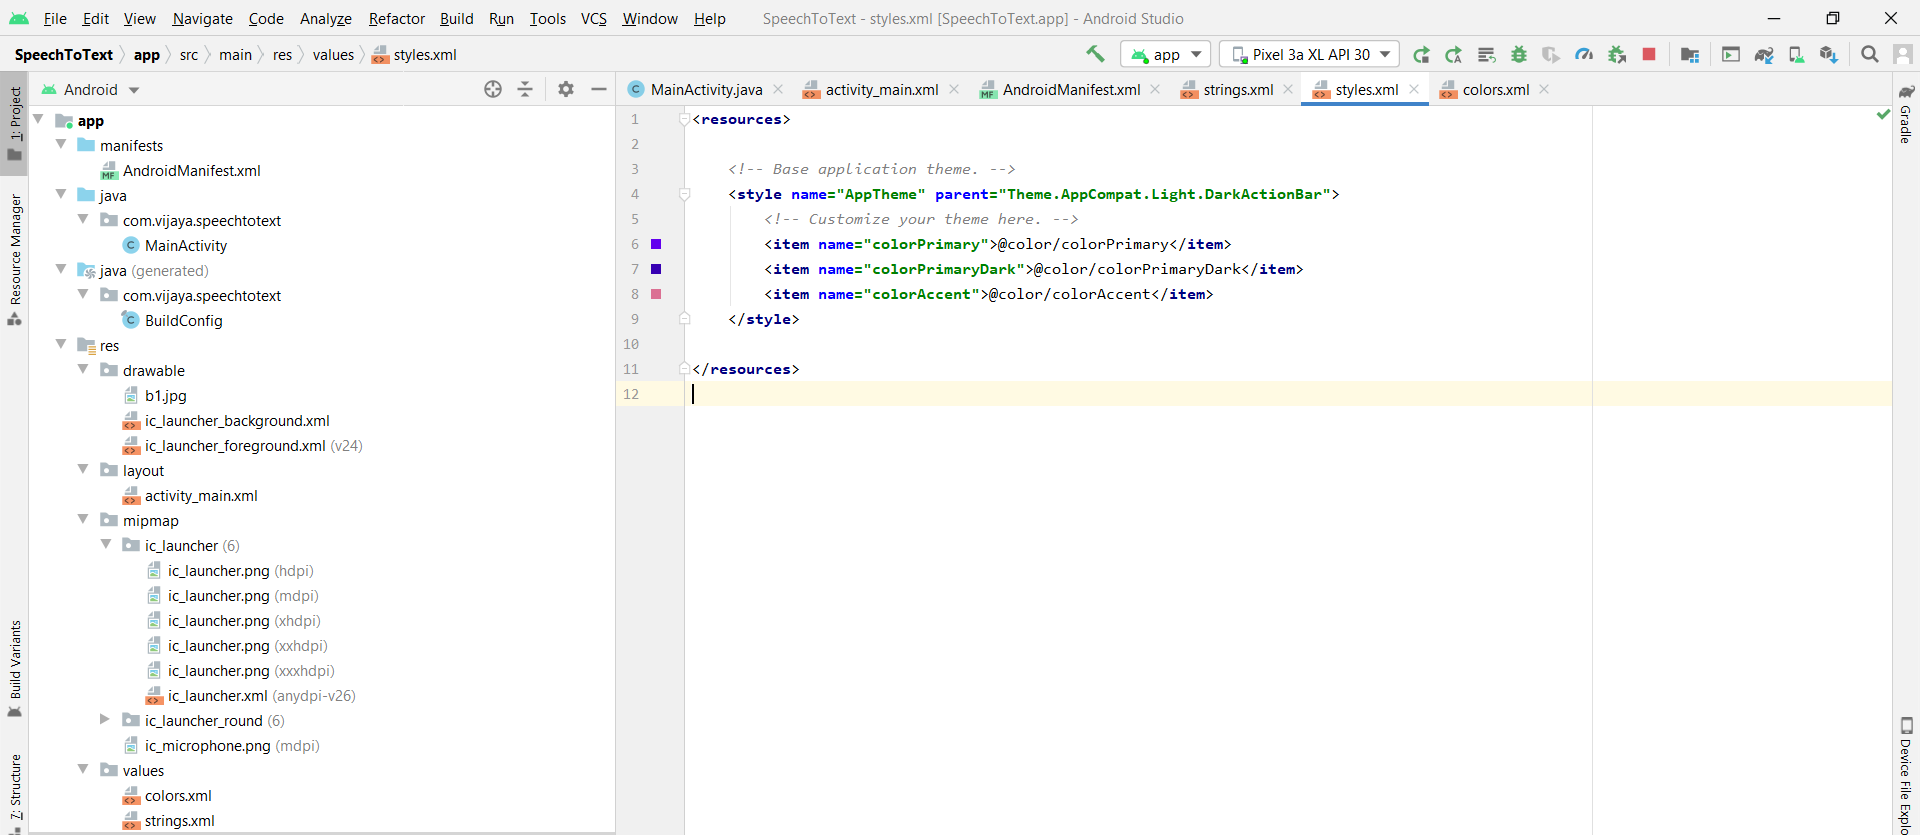 File Edit View Navigate Code Analyze Refactor Build Run Tools VCS Window Help SpeechToText - styles.xml [SpeechToText.app] - Android Studio
SpeechToText app src main res values styles.xml app Pixel 3a XL API 30
Android
MainActivity.java activity_main.xml AndroidManifest.xml strings.xml styles.xml colors.xml
1: Project
Resource Manager
Build Variants
7: Structure
app
manifests
AndroidManifest.xml
java
com.vijaya.speechtotext
MainActivity
java (generated)
com.vijaya.speechtotext
BuildConfig
res
drawable
b1.jpg
ic_launcher_background.xml
ic_launcher_foreground.xml (v24)
layout
activity_main.xml
mipmap
ic_launcher (6)
ic_launcher.png (hdpi)
ic_launcher.png (mdpi)
ic_launcher.png (xhdpi)
ic_launcher.png (xxhdpi)
ic_launcher.png (xxxhdpi)
ic_launcher.xml (anydpi-v26)
ic_launcher_round (6)
ic_microphone.png (mdpi)
values
colors.xml
strings.xml
1 <resources>
2
3 <!-- Base application theme. -->
4 <style name="AppTheme" parent="Theme.AppCompat.Light.DarkActionBar">
5 <!-- Customize your theme here. -->
6 <item name="colorPrimary">@color/colorPrimary</item>
7 <item name="colorPrimaryDark">@color/colorPrimaryDark</item>
8 <item name="colorAccent">@color/colorAccent</item>
9 </style>
10
11 </resources>
12
Gradle
Device File Explo